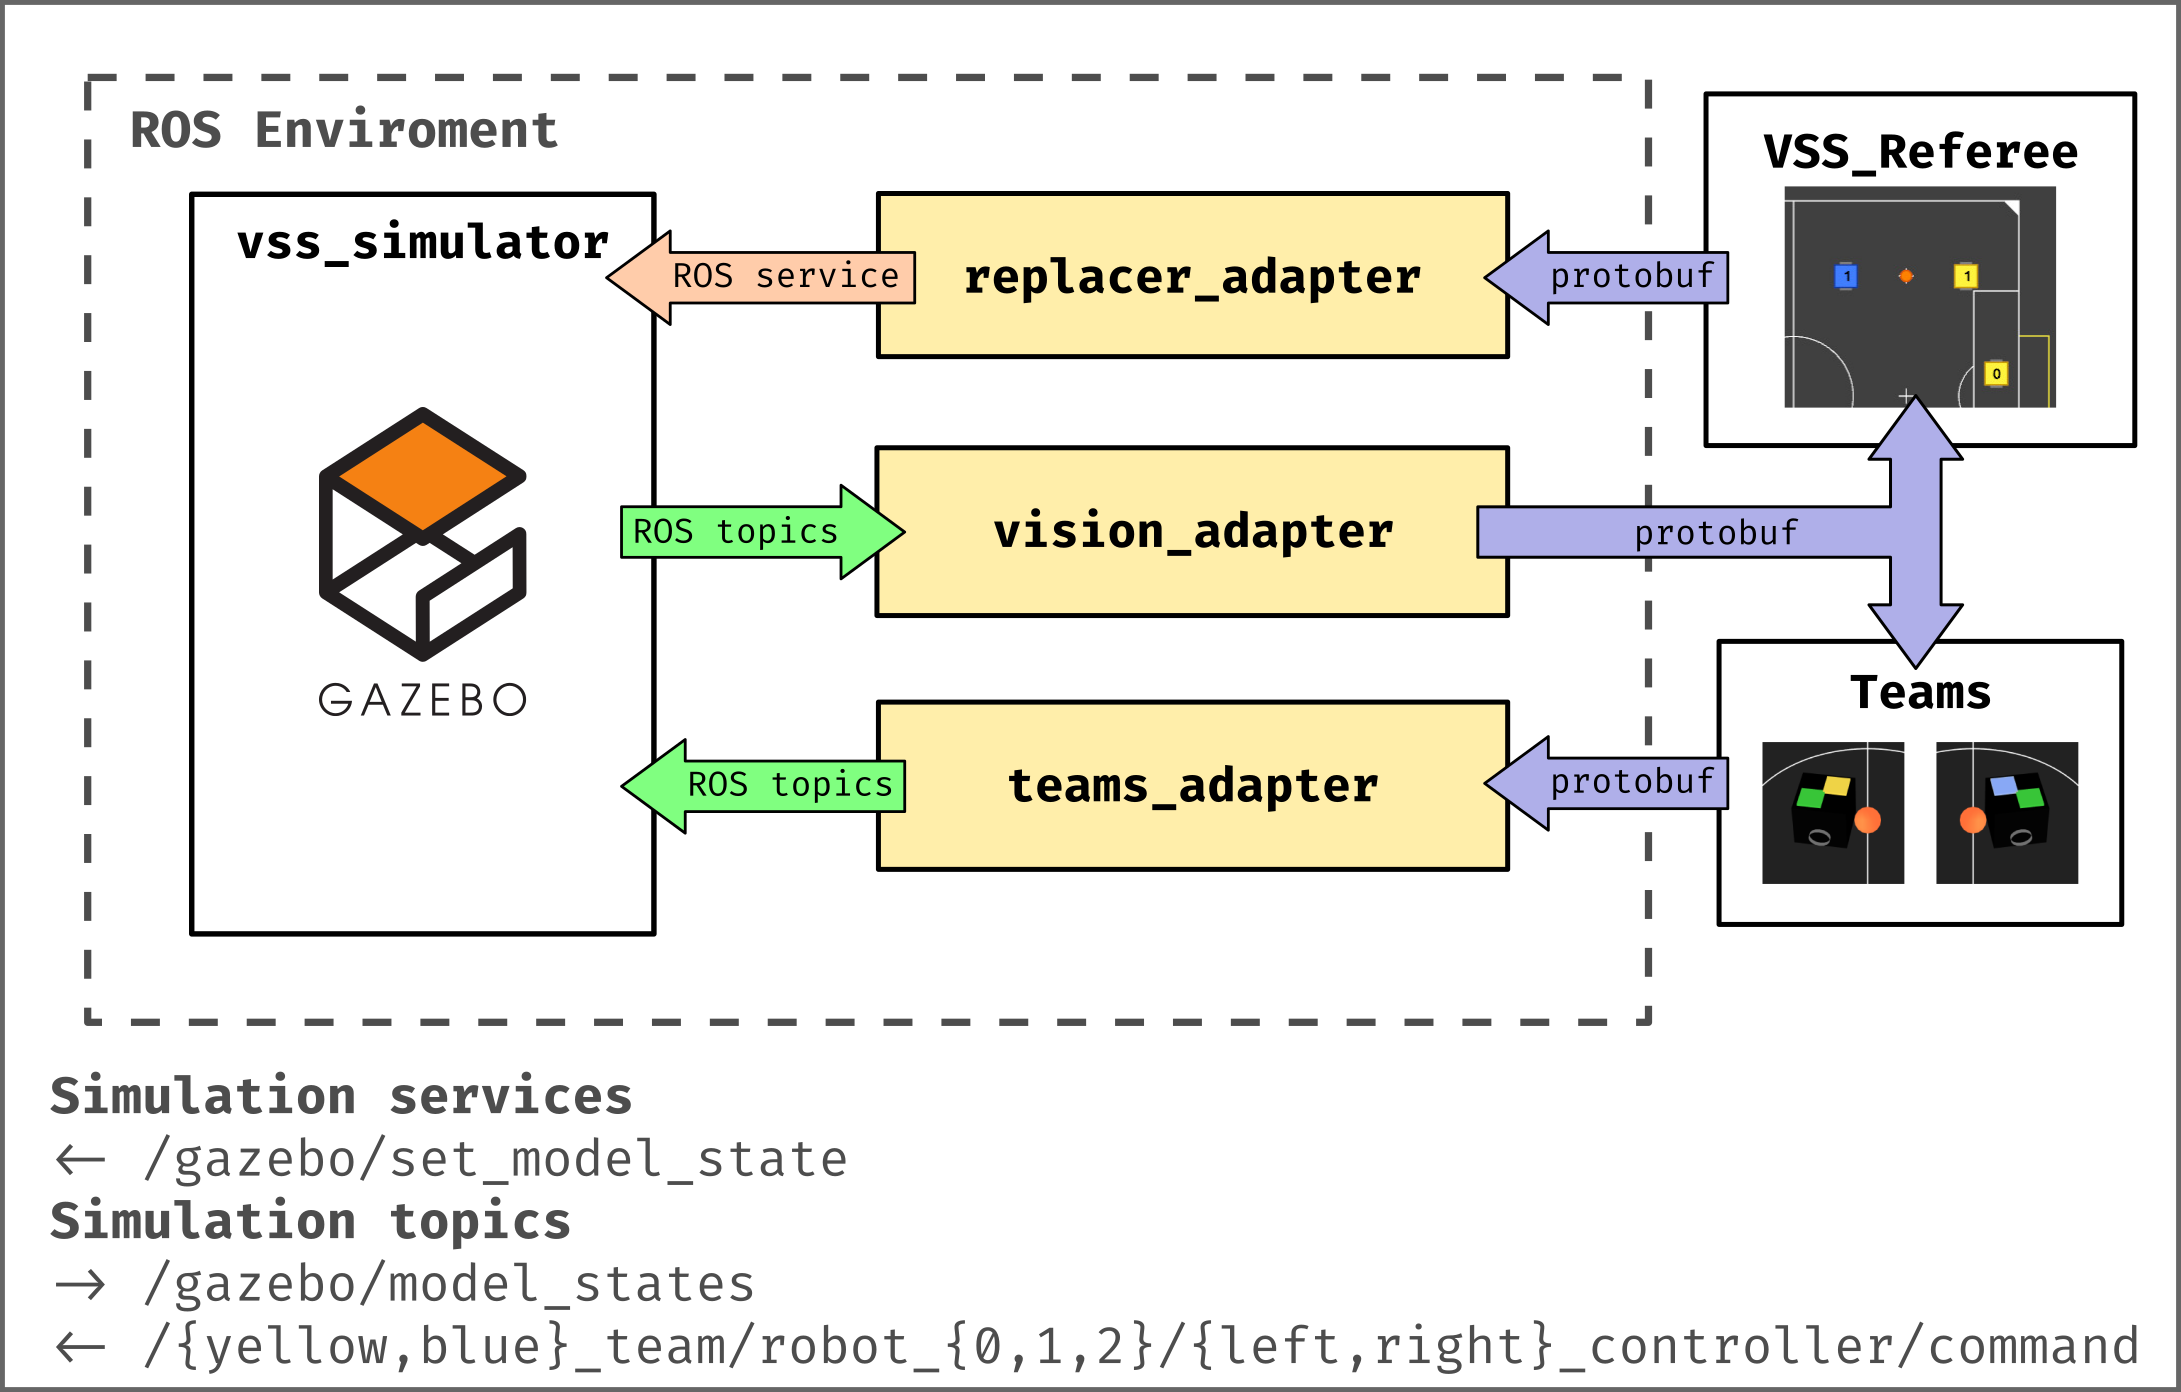 ROS Enviroment
VSS_Referee
vss_simulator
ROS service
replacer_adapter
protobuf
1
1
0
ROS topics
vision_adapter
protobuf
GAZEBO
Teams
ROS topics
teams_adapter
protobuf
0
0
Simulation services
← /gazebo/set_model_state
Simulation topics
→ /gazebo/model_states
← /{yellow,blue}_team/robot_{0,1,2}/{left,right}_controller/command